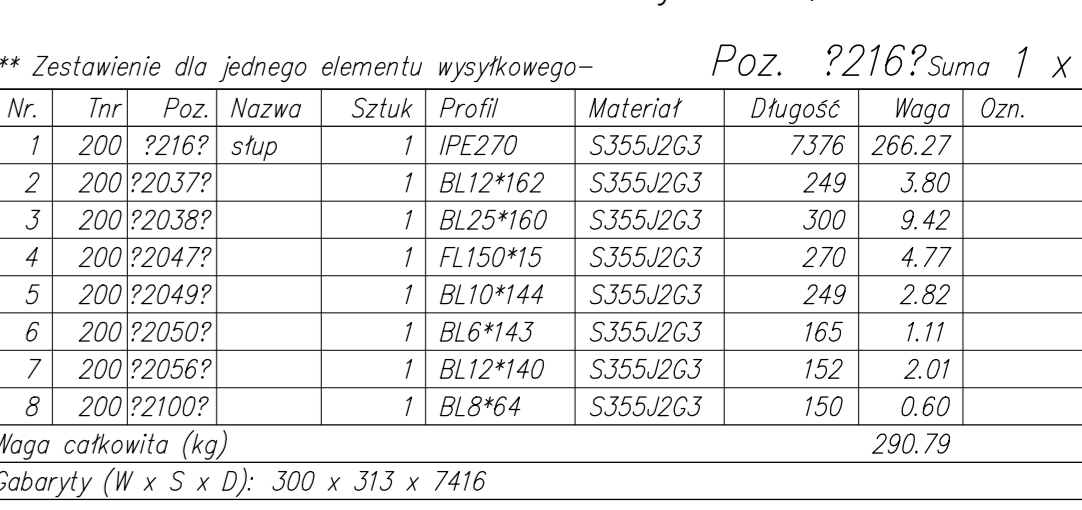 ** Zestawienie dla jednego elementu wysyłkowego– Poz. ?216? Suma 1 x
Nr. Tnr Poz. Nazwa Sztuk Profil Materiał Długość Waga Ozn.
1 200 ?216? słup 1 IPE270 S355J2G3 7376 266.27
2 200 ?2037? 1 BL12*162 S355J2G3 249 3.80
3 200 ?2038? 1 BL25*160 S355J2G3 300 9.42
4 200 ?2047? 1 FL150*15 S355J2G3 270 4.77
5 200 ?2049? 1 BL10*144 S355J2G3 249 2.82
6 200 ?2050? 1 BL6*143 S355J2G3 165 1.11
7 200 ?2056? 1 BL12*140 S355J2G3 152 2.01
8 200 ?2100? 1 BL8*64 S355J2G3 150 0.60
Waga całkowita (kg) 290.79
Gabaryty (W x S x D): 300 x 313 x 7416